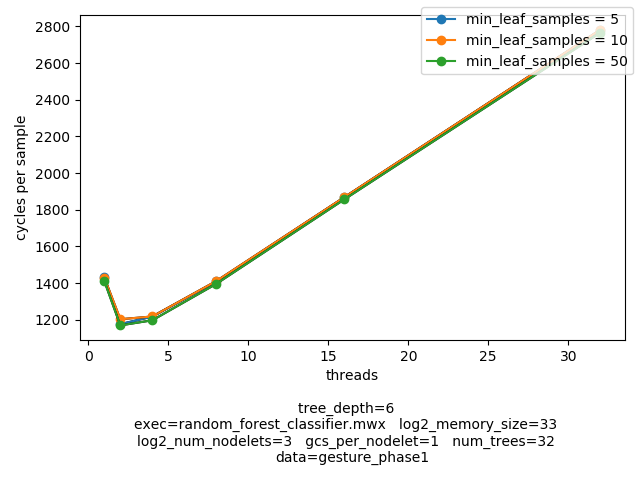 min_leaf_samples = 5
min_leaf_samples = 10
min_leaf_samples = 50
2800
2600
2400
2200
2000
1800
1600
1400
1200
cycles per sample
0 5 10 15 20 25 30
threads
tree_depth=6
exec=random_forest_classifier.mwx log2_memory_size=33
log2_num_nodelets=3 gcs_per_nodelet=1 num_trees=32
data=gesture_phase1